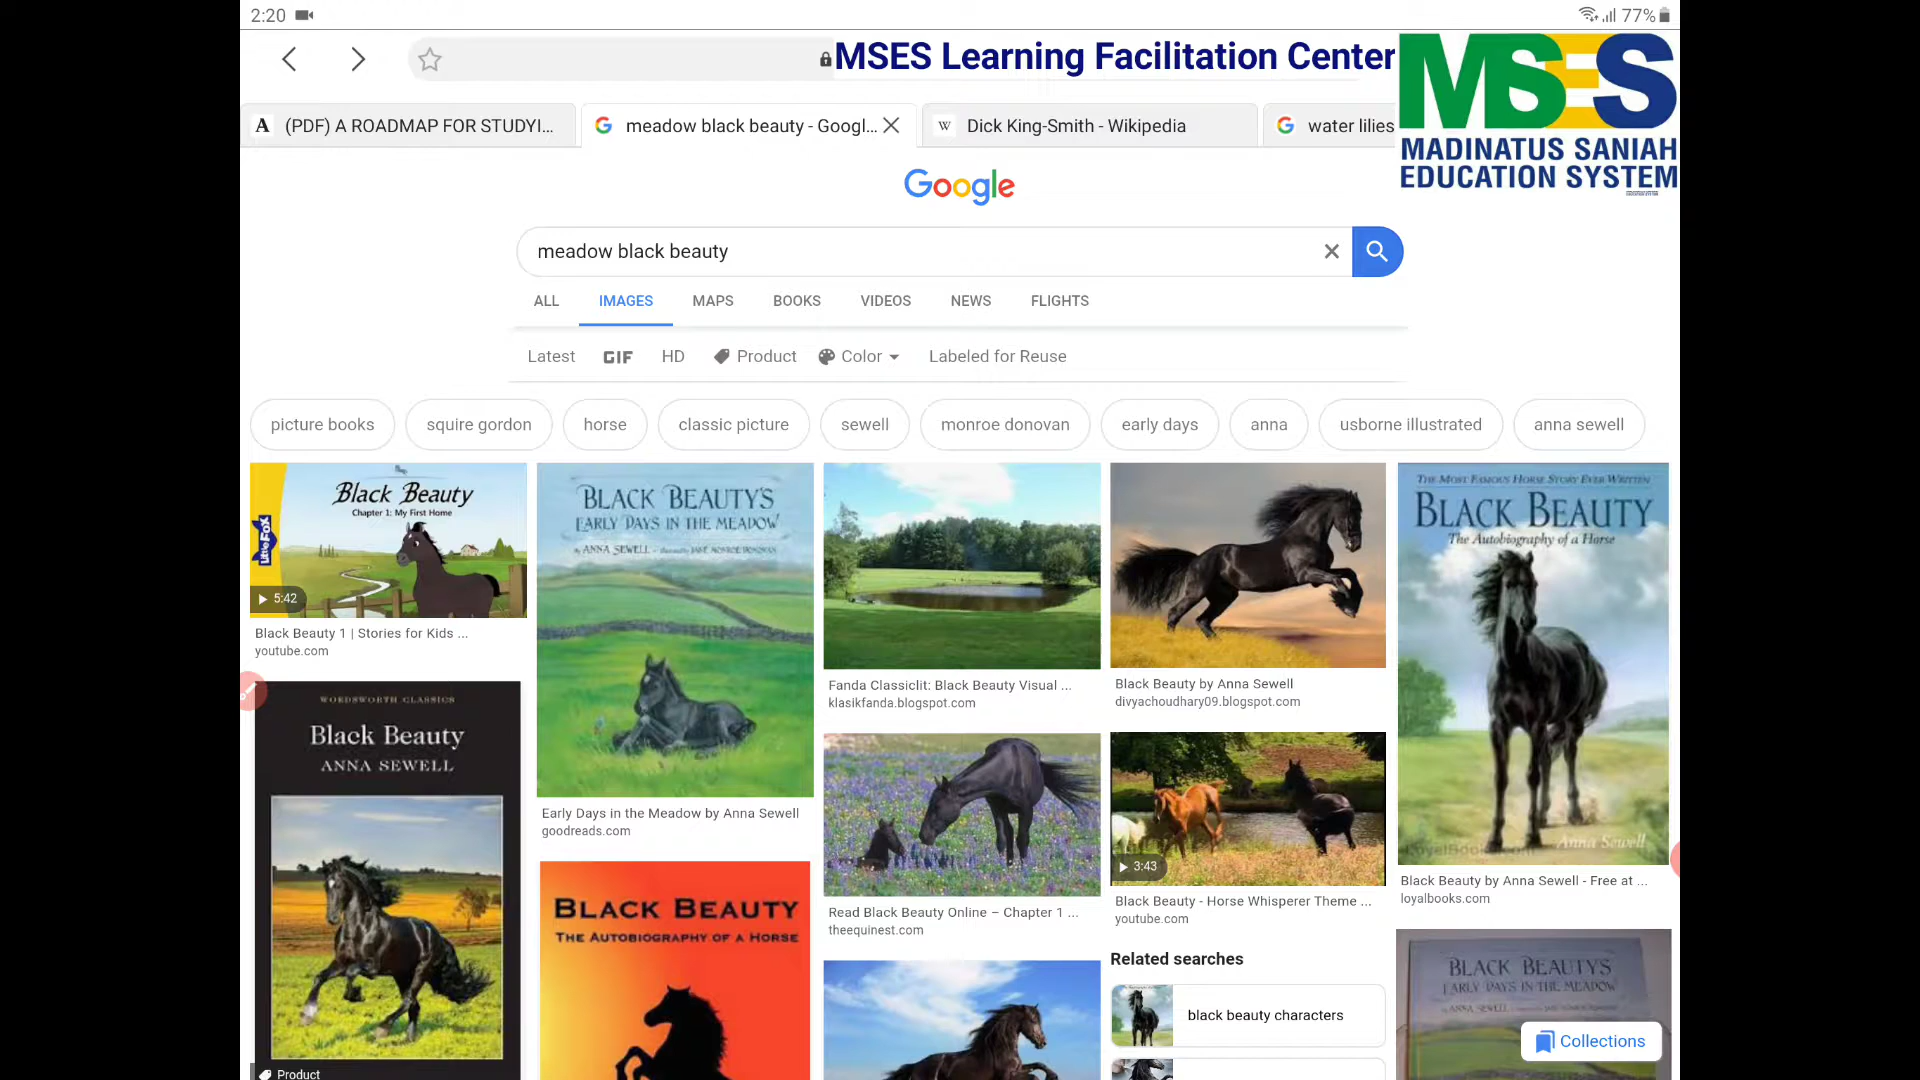 2:20
77%
MSES Learning Facilitation Center
MSES
MADINATUS SANIAH
EDUCATION SYSTEM
(PDF) A ROADMAP FOR STUDYI...
meadow black beauty - Googl...
Dick King-Smith - Wikipedia
water lilies
Google
meadow black beauty
ALL IMAGES MAPS BOOKS VIDEOS NEWS FLIGHTS
Latest GIF HD Product Color Labeled for Reuse
picture books squire gordon horse classic picture sewell monroe donovan early days anna usborne illustrated anna sewell
Little Fox
Black Beauty
Chapter 1: My First Home
5:42
Black Beauty 1 | Stories for Kids ...
youtube.com
BLACK BEAUTY'S
EARLY DAYS IN THE MEADOW
by ANNA SEWELL illustrated by JANE MONROE DONOVAN
Early Days in the Meadow by Anna Sewell
goodreads.com
Fanda Classiclit: Black Beauty Visual ...
klasikfanda.blogspot.com
Black Beauty by Anna Sewell
divyachoudhary09.blogspot.com
THE MOST FAMOUS HORSE STORY EVER WRITTEN
BLACK BEAUTY
The Autobiography of a Horse
Anna Sewell
Black Beauty by Anna Sewell - Free at ...
loyalbooks.com
WORDSWORTH CLASSICS
Black Beauty
ANNA SEWELL
Product
BLACK BEAUTY
THE AUTOBIOGRAPHY OF A HORSE
Read Black Beauty Online – Chapter 1 ...
theequinest.com
3:43
Black Beauty - Horse Whisperer Theme ...
youtube.com
Related searches
black beauty characters
BLACK BEAUTY'S
EARLY DAYS IN THE MEADOW
Collections